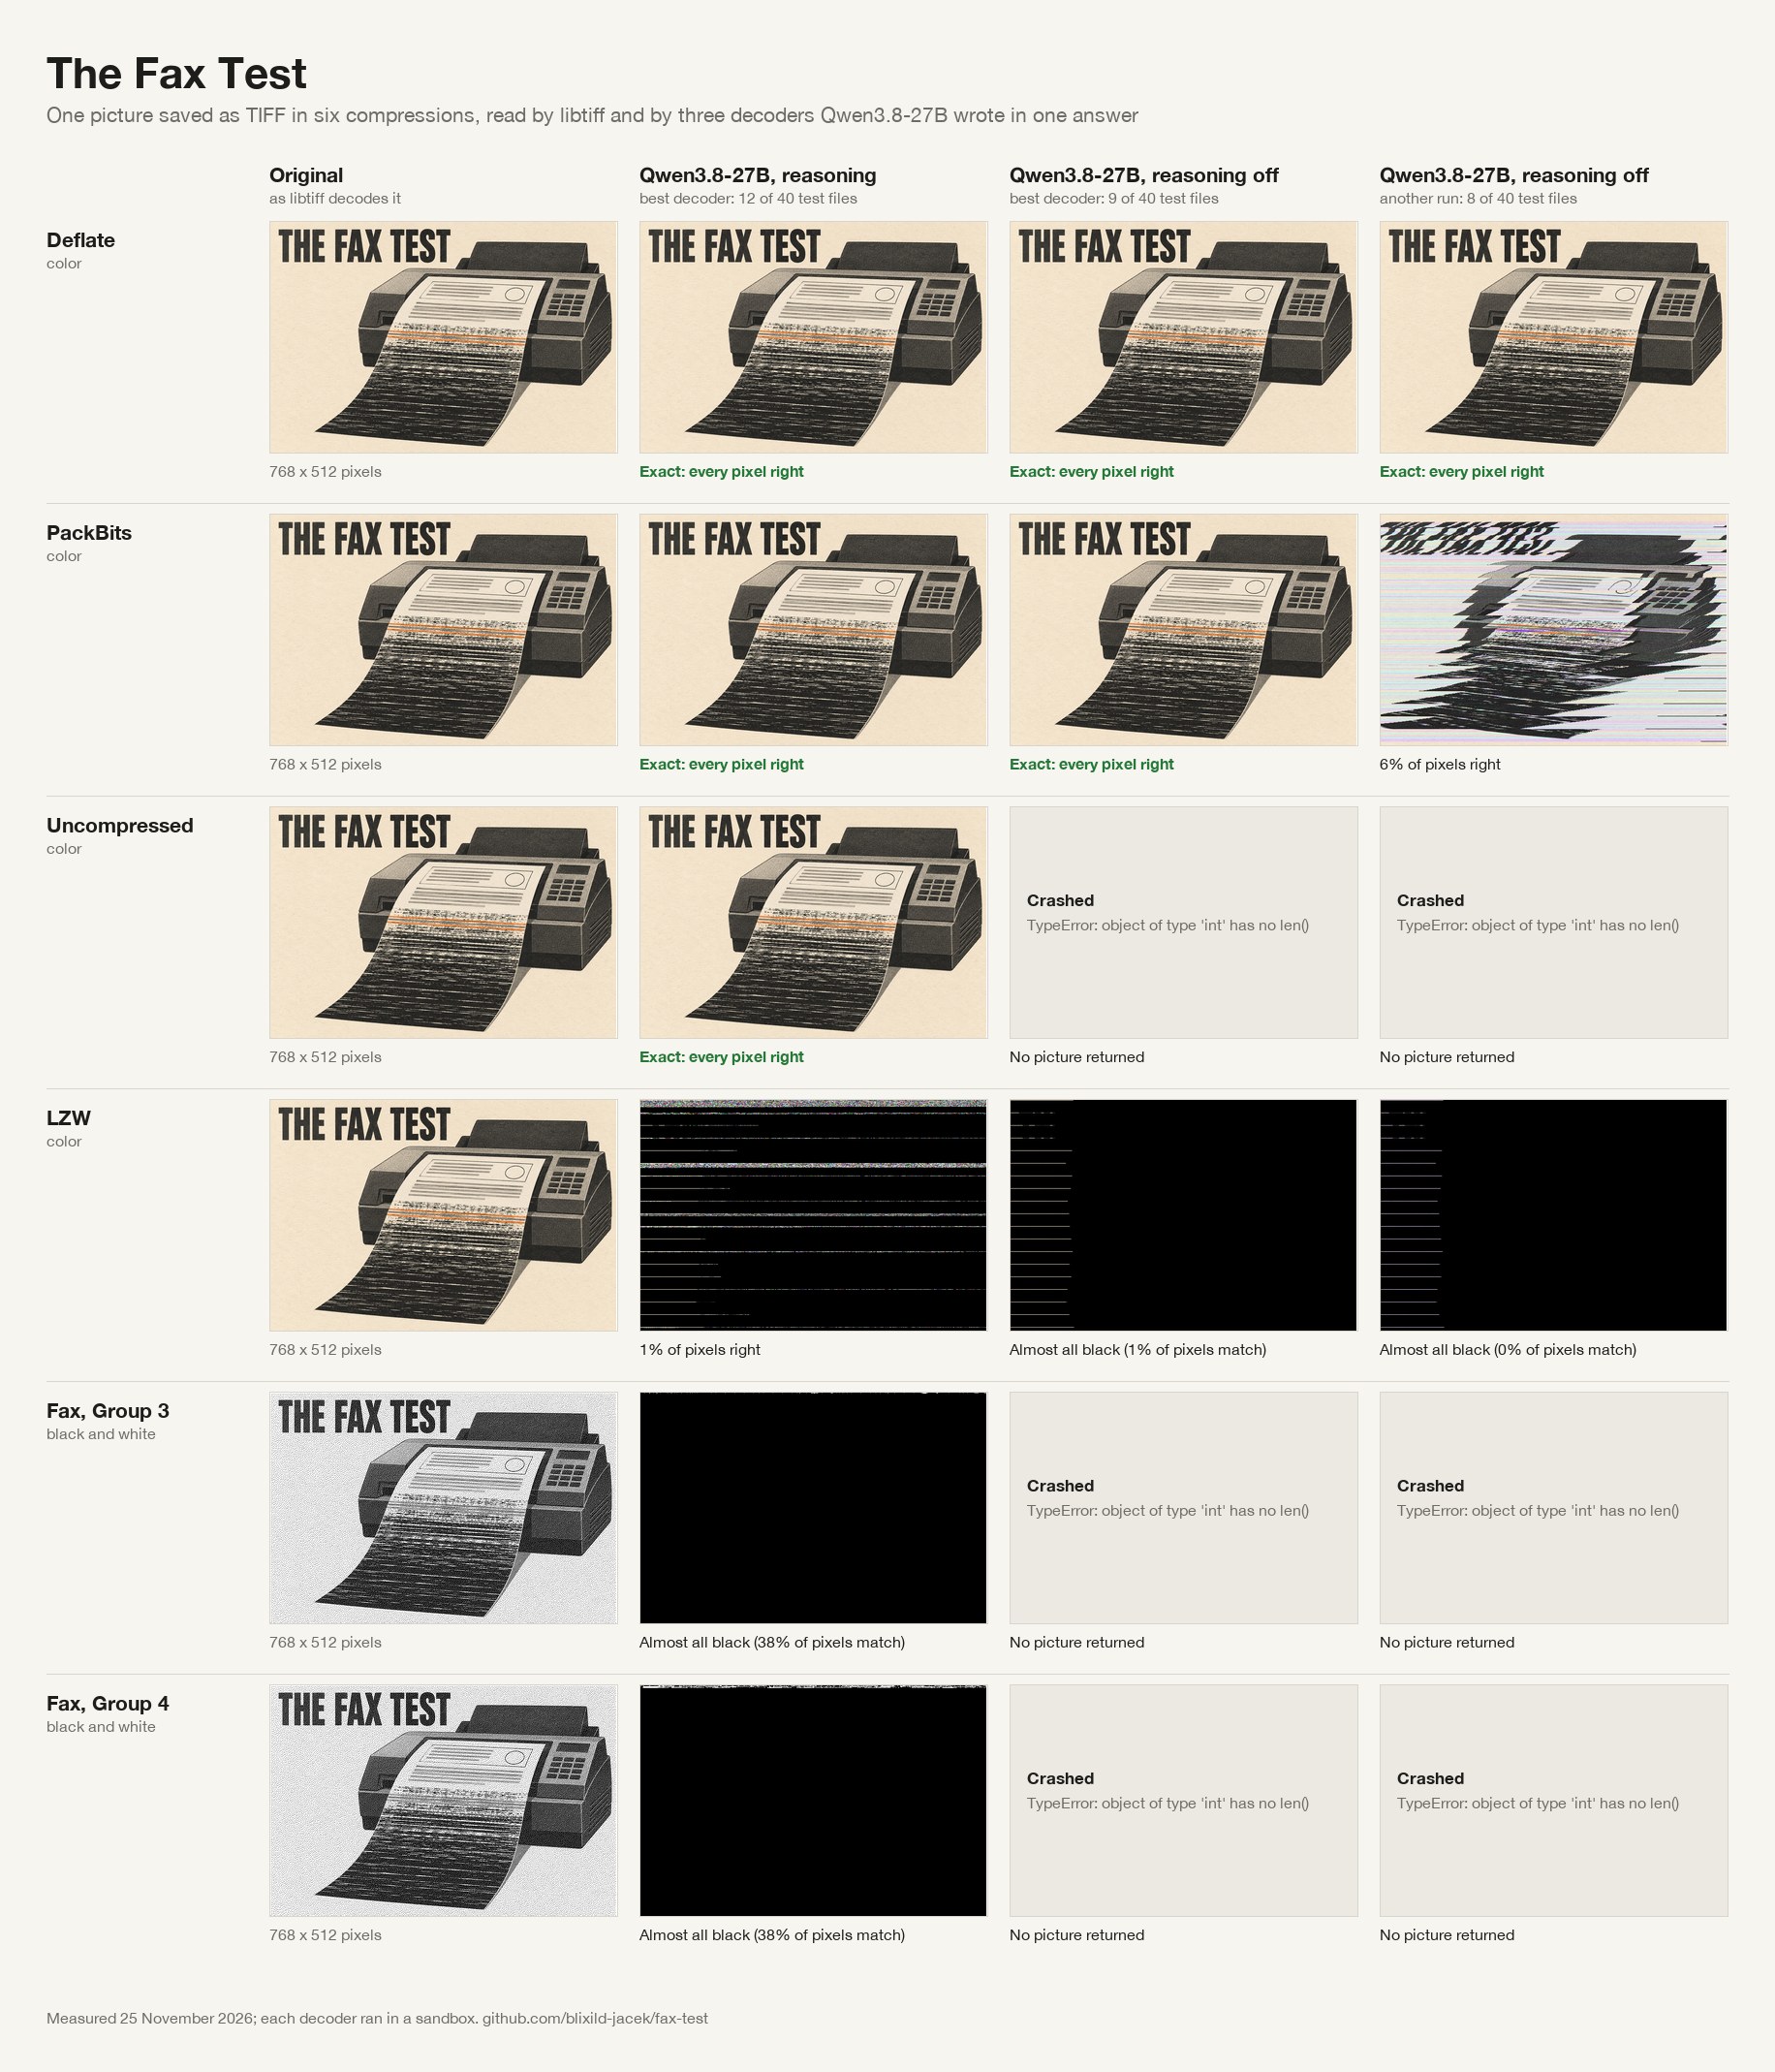 The Fax Test
One picture saved as TIFF in six compressions, read by libtiff and by three decoders Qwen3.8-27B wrote in one answer
Original
as libtiff decodes it
Qwen3.8-27B, reasoning
best decoder: 12 of 40 test files
Qwen3.8-27B, reasoning off
best decoder: 9 of 40 test files
Qwen3.8-27B, reasoning off
another run: 8 of 40 test files
Deflate
color
THE FAX TEST
768 x 512 pixels
THE FAX TEST
Exact: every pixel right
THE FAX TEST
Exact: every pixel right
THE FAX TEST
Exact: every pixel right
PackBits
color
THE FAX TEST
768 x 512 pixels
THE FAX TEST
Exact: every pixel right
THE FAX TEST
Exact: every pixel right
6% of pixels right
Uncompressed
color
THE FAX TEST
768 x 512 pixels
THE FAX TEST
Exact: every pixel right
Crashed
TypeError: object of type 'int' has no len()
No picture returned
Crashed
TypeError: object of type 'int' has no len()
No picture returned
LZW
color
THE FAX TEST
768 x 512 pixels
1% of pixels right
Almost all black (1% of pixels match)
Almost all black (0% of pixels match)
Fax, Group 3
black and white
THE FAX TEST
768 x 512 pixels
Almost all black (38% of pixels match)
Crashed
TypeError: object of type 'int' has no len()
No picture returned
Crashed
TypeError: object of type 'int' has no len()
No picture returned
Fax, Group 4
black and white
THE FAX TEST
768 x 512 pixels
Almost all black (38% of pixels match)
Crashed
TypeError: object of type 'int' has no len()
No picture returned
Crashed
TypeError: object of type 'int' has no len()
No picture returned
Measured 25 November 2026; each decoder ran in a sandbox. github.com/blixild-jacek/fax-test